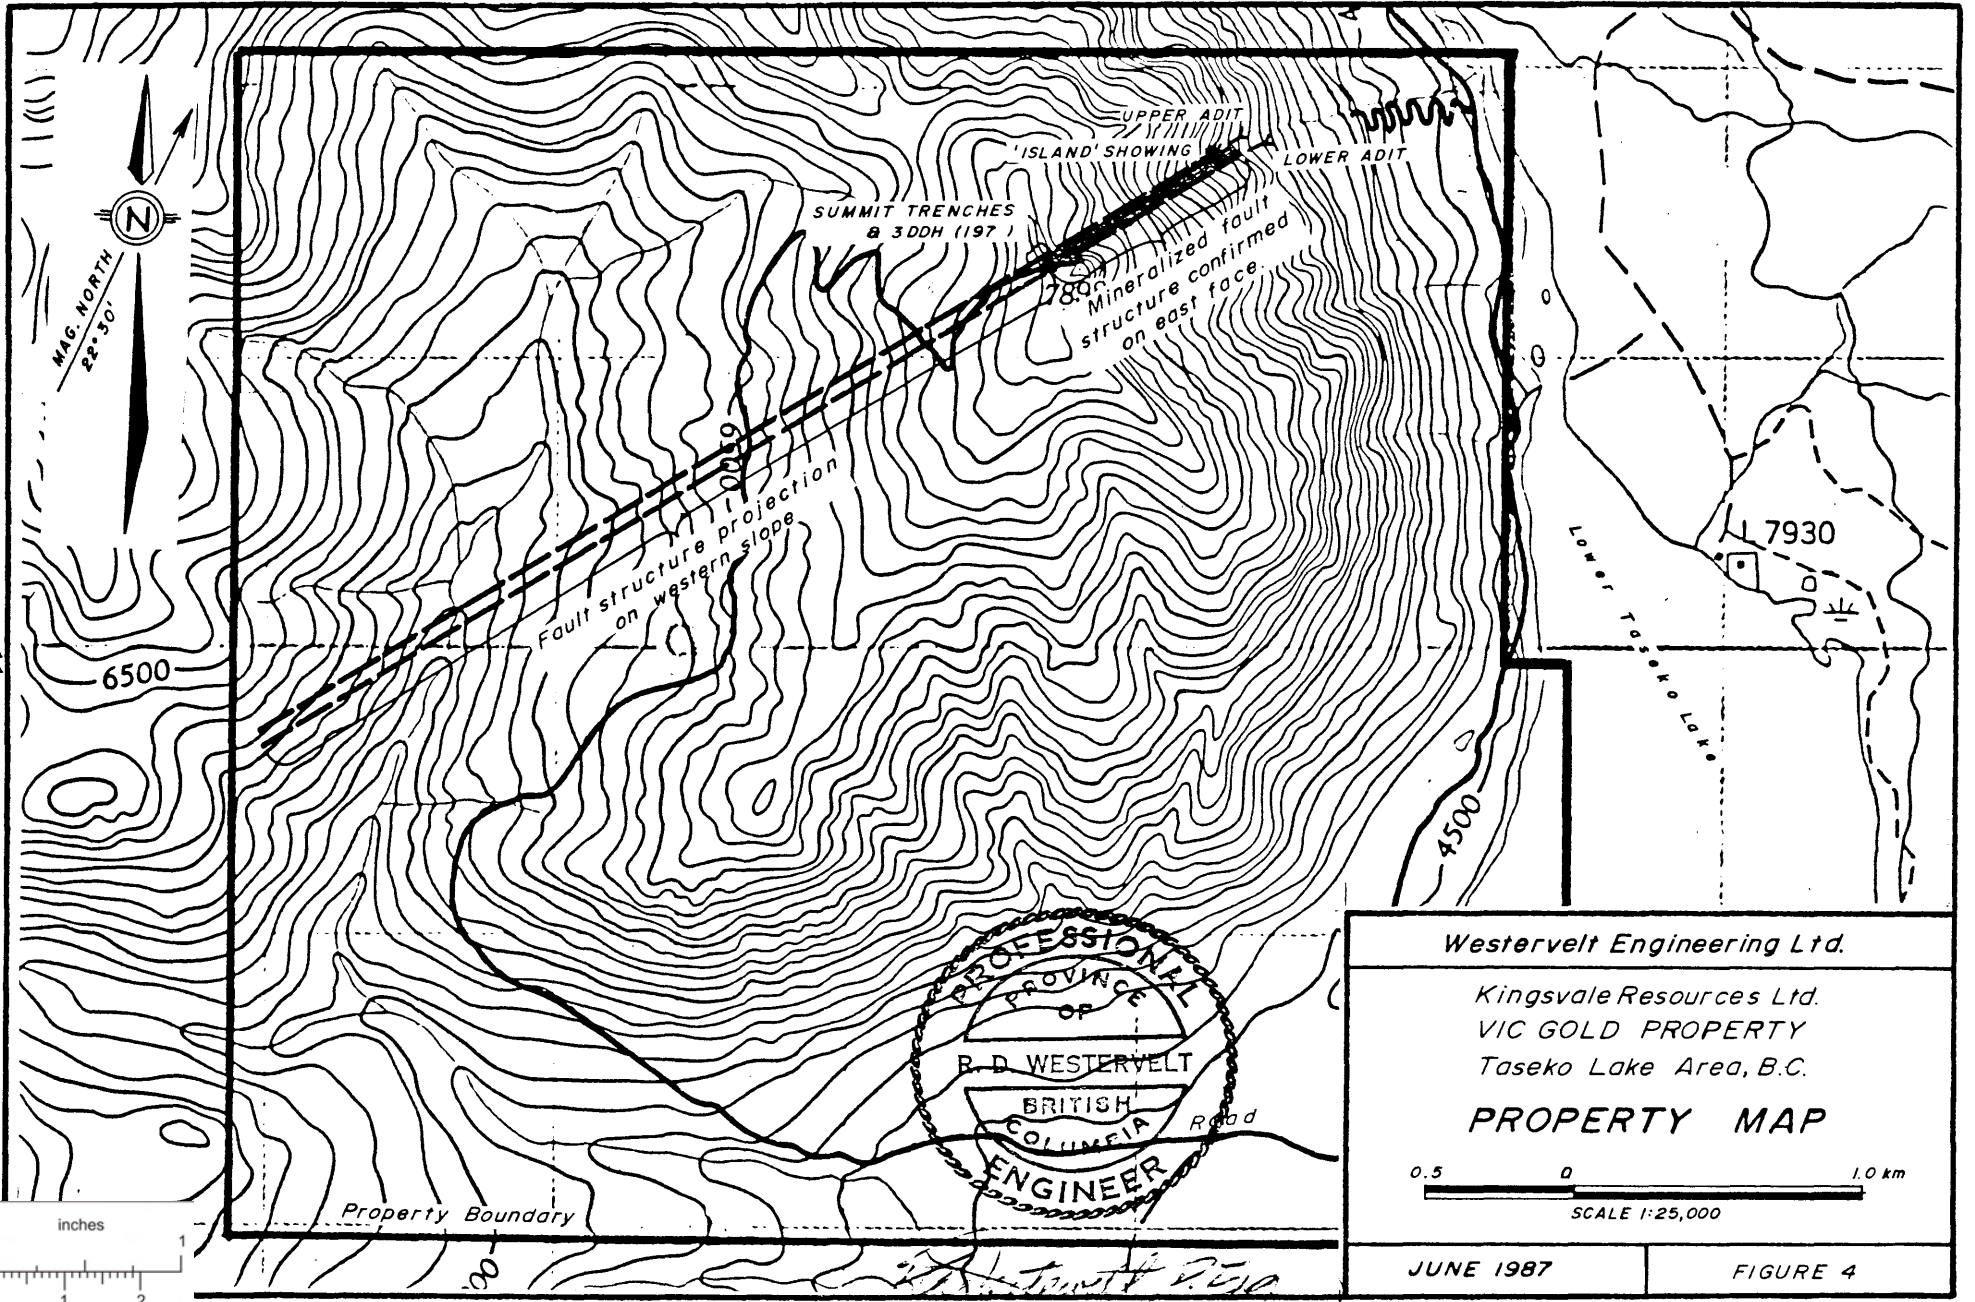 UPPER ADIT
'ISLAND' SHOWING
LOWER ADIT
SUMMIT TRENCHES
& 3 DDH (197 )
N
MAG. NORTH
22° 30'
Mineralized fault
structure confirmed
on east face.
6900
Fault structure projection
on western slope
L 7930
Lower Taseko Lake
6500
4500
PROFESSIONAL
PROVINCE
OF
R. D. WESTERVELT
BRITISH
COLUMBIA
ENGINEER
Road
Property Boundary
Westervelt Engineering Ltd.
Kingsvale Resources Ltd.
VIC GOLD PROPERTY
Taseko Lake Area, B.C.
PROPERTY MAP
0.5 0 1.0 km
SCALE 1:25,000
JUNE 1987
FIGURE 4
inches
1
1 2